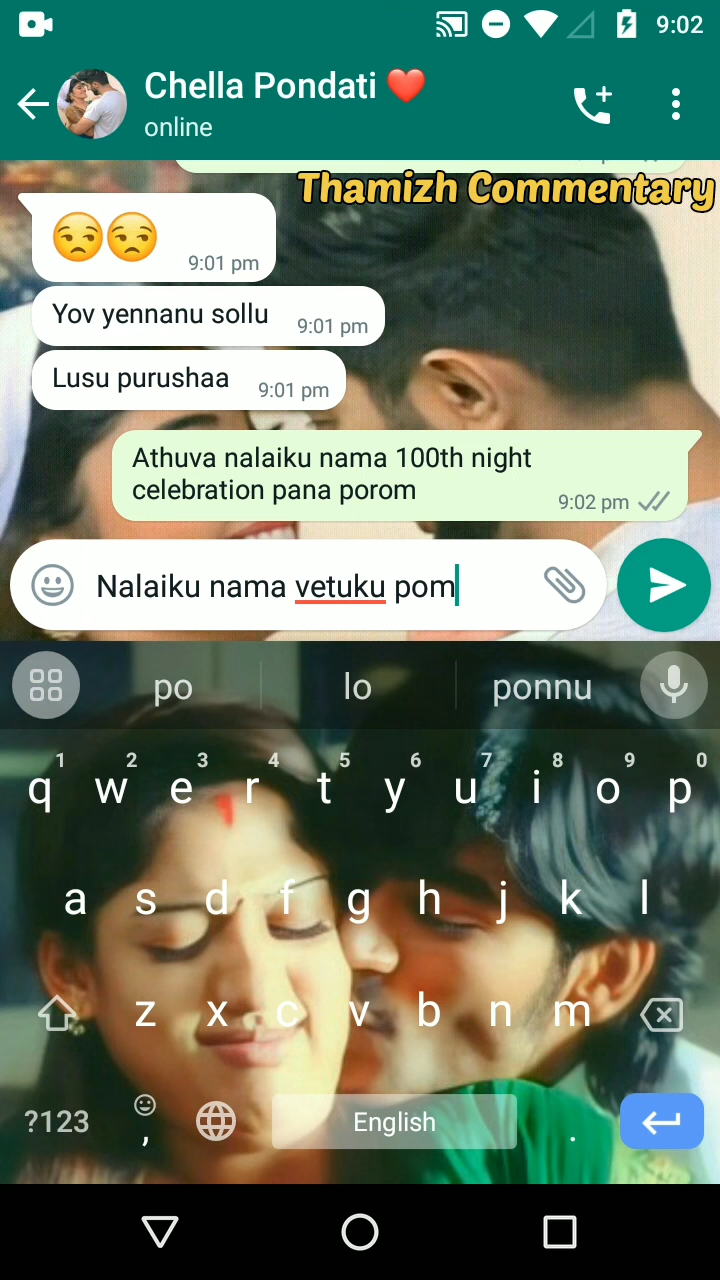 9:02
Chella Pondati ❤️
online
Thamizh Commentary
😒😒
9:01 pm
Yov yennanu sollu
9:01 pm
Lusu purushaa
9:01 pm
Athuva nalaiku nama 100th night
celebration pana porom
9:02 pm
Nalaiku nama vetuku pom
po lo ponnu
1 2 3 4 5 6 7 8 9 0
q w e r t y u i o p
a s d f g h j k l
z x c v b n m
?123 , English .